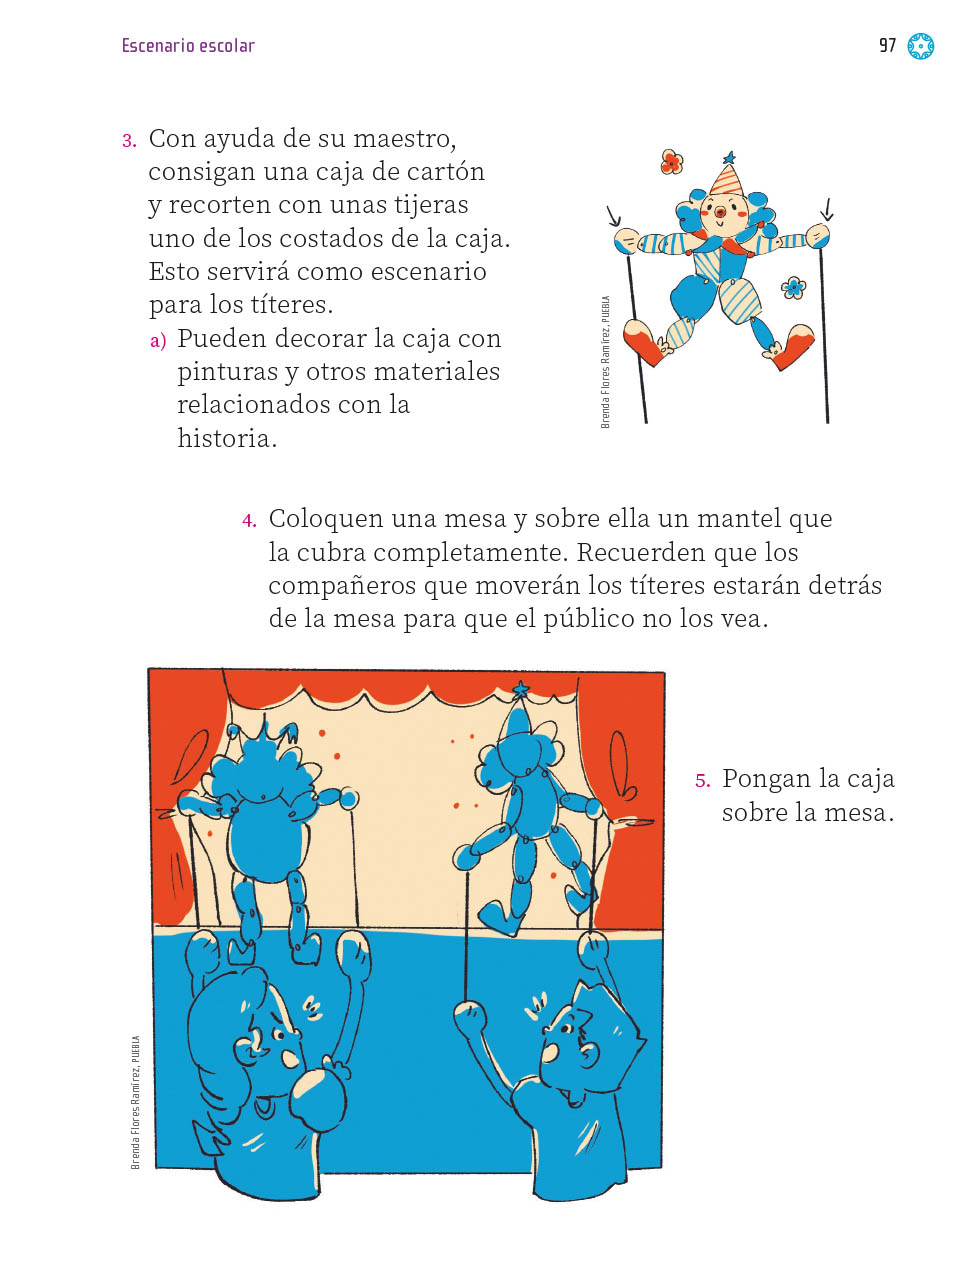 Escenario escolar
97
3. Con ayuda de su maestro,
consigan una caja de cartón
y recorten con unas tijeras
uno de los costados de la caja.
Esto servirá como escenario
para los títeres.
a) Pueden decorar la caja con
pinturas y otros materiales
relacionados con la
historia.
Brenda Flores Ramírez, PUEBLA
4. Coloquen una mesa y sobre ella un mantel que
la cubra completamente. Recuerden que los
compañeros que moverán los títeres estarán detrás
de la mesa para que el público no los vea.
5. Pongan la caja
sobre la mesa.
Brenda Flores Ramírez, PUEBLA